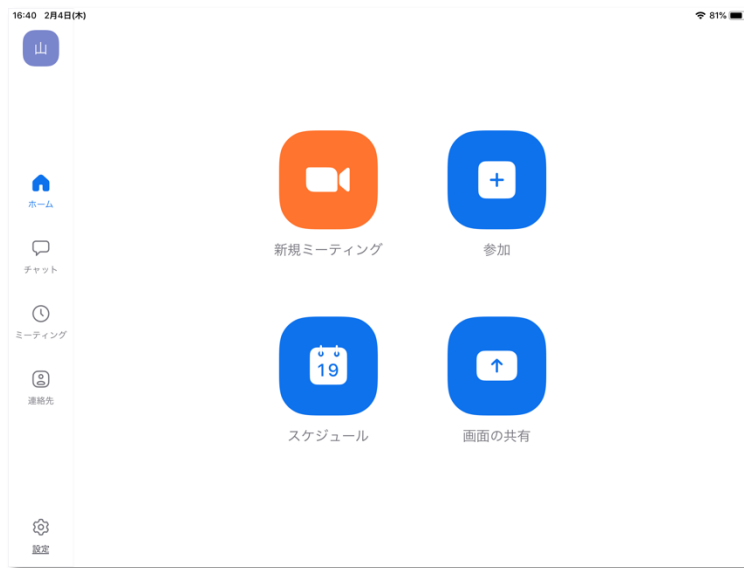 16:40 2月4日(木)
81%
山
ホーム
チャット
ミーティング
連絡先
設定
新規ミーティング
参加
19
スケジュール
画面の共有